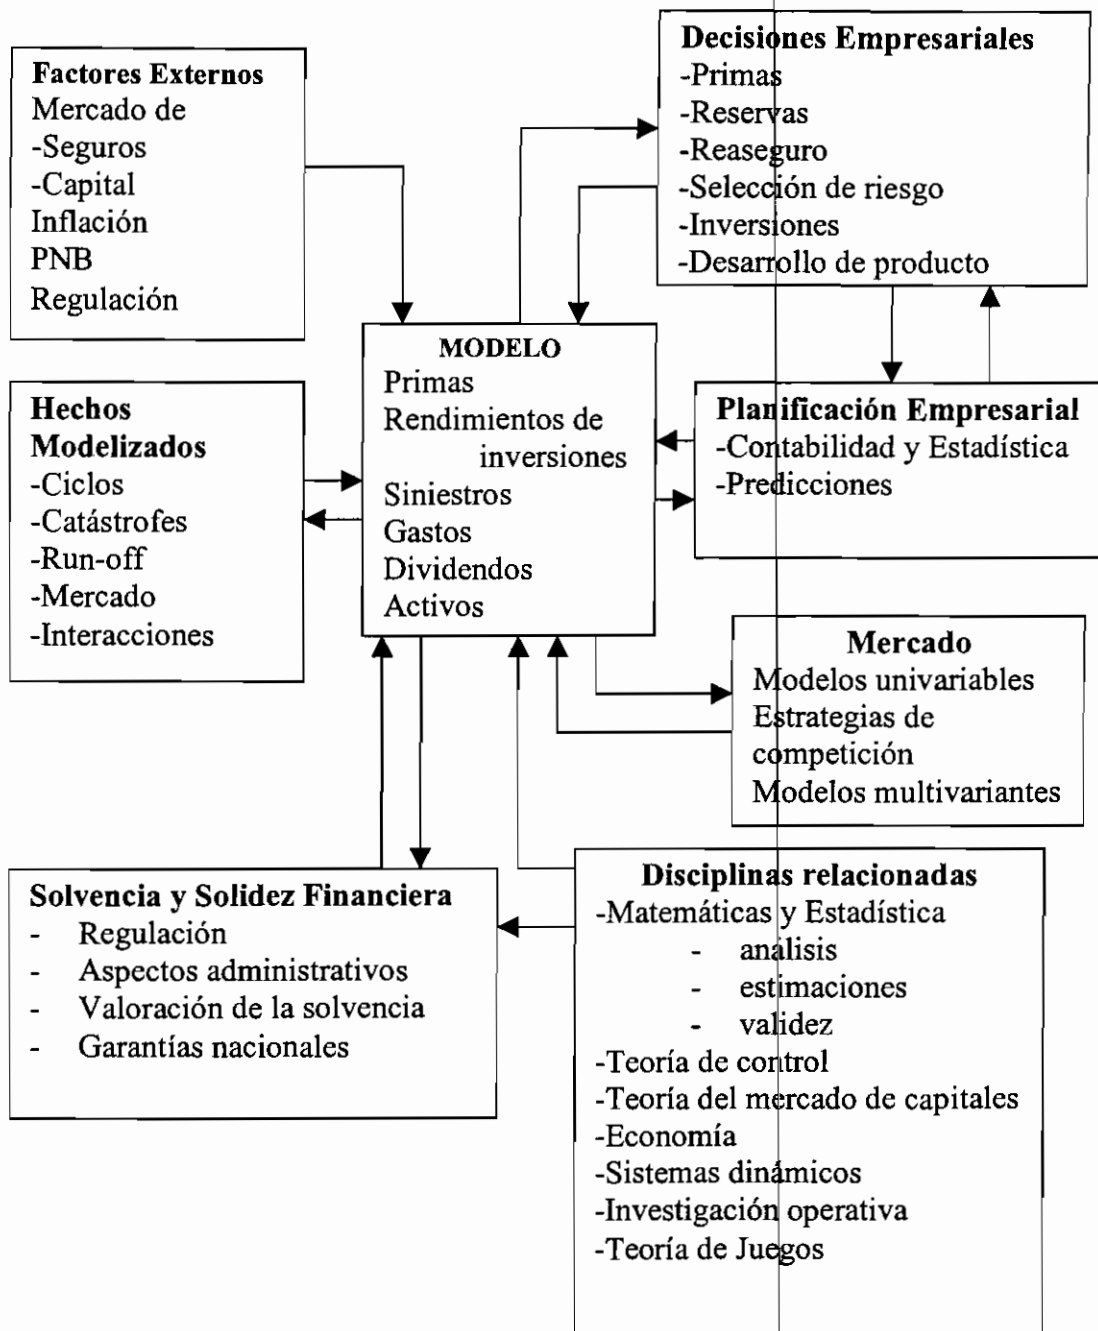 Factores Externos
Mercado de
-Seguros
-Capital
Inflación
PNB
Regulación
Decisiones Empresariales
-Primas
-Reservas
-Reaseguro
-Selección de riesgo
-Inversiones
-Desarrollo de producto
Hechos
Modelizados
-Ciclos
-Catástrofes
-Run-off
-Mercado
-Interacciones
MODELO
Primas
Rendimientos de
inversiones
Siniestros
Gastos
Dividendos
Activos
Planificación Empresarial
-Contabilidad y Estadística
-Predicciones
Mercado
Modelos univariables
Estrategias de
competición
Modelos multivariantes
Solvencia y Solidez Financiera
- Regulación
- Aspectos administrativos
- Valoración de la solvencia
- Garantías nacionales
Disciplinas relacionadas
-Matemáticas y Estadística
- análisis
- estimaciones
- validez
-Teoría de control
-Teoría del mercado de capitales
-Economía
-Sistemas dinámicos
-Investigación operativa
-Teoría de Juegos